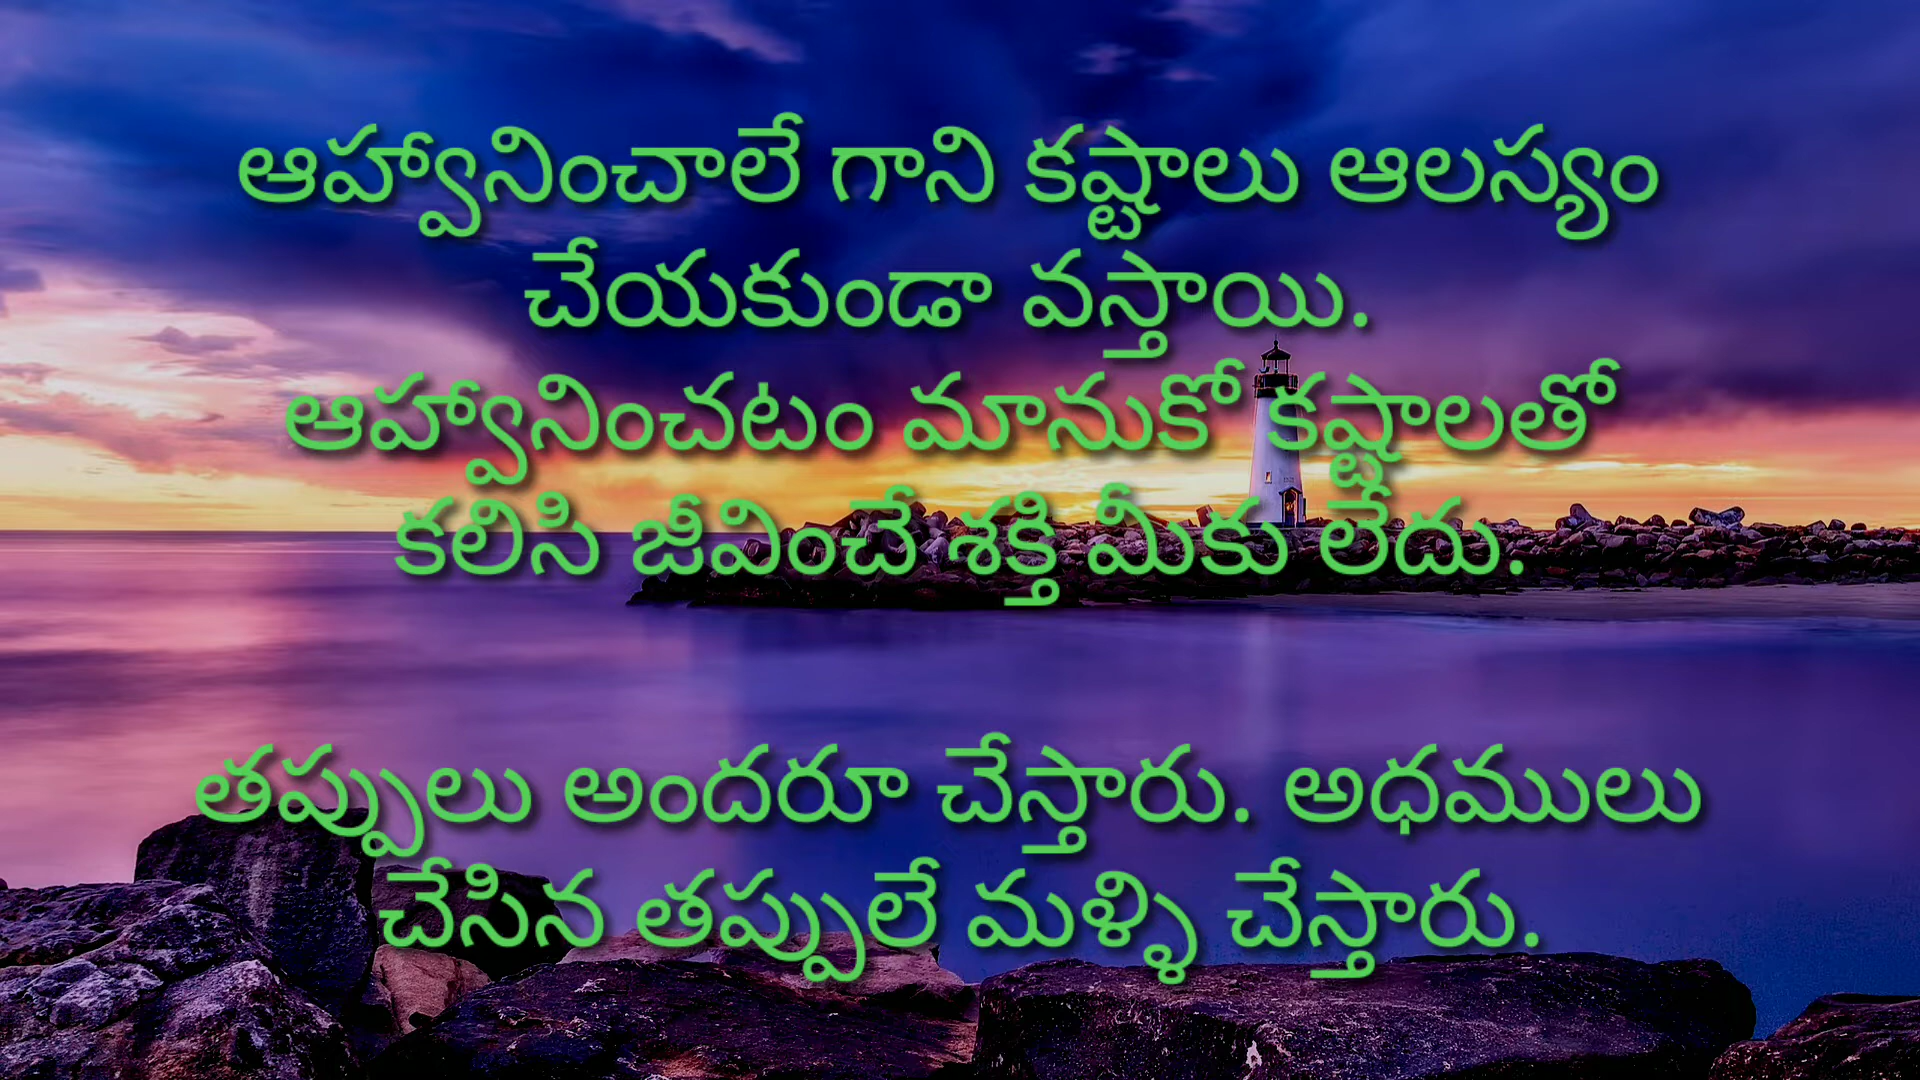 ఆహ్వానించాలే గాని కష్టాలు ఆలస్యం
చేయకుండా వస్తాయి.
ఆహ్వానించటం మానుకో కష్టాలతో
కలిసి జీవించే శక్తి మీకు లేదు.
తప్పులు అందరూ చేస్తారు. అధములు
చేసిన తప్పులే మళ్ళి చేస్తారు.